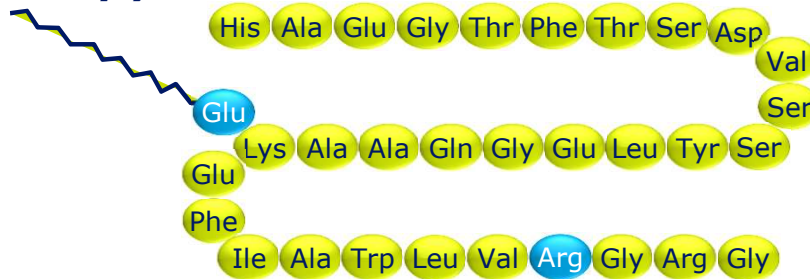 His Ala Glu Gly Thr Phe Thr Ser Asp
Val
Ser
Glu
Lys Ala Ala Gln Gly Glu Leu Tyr Ser
Glu
Phe
Ile Ala Trp Leu Val Arg Gly Arg Gly